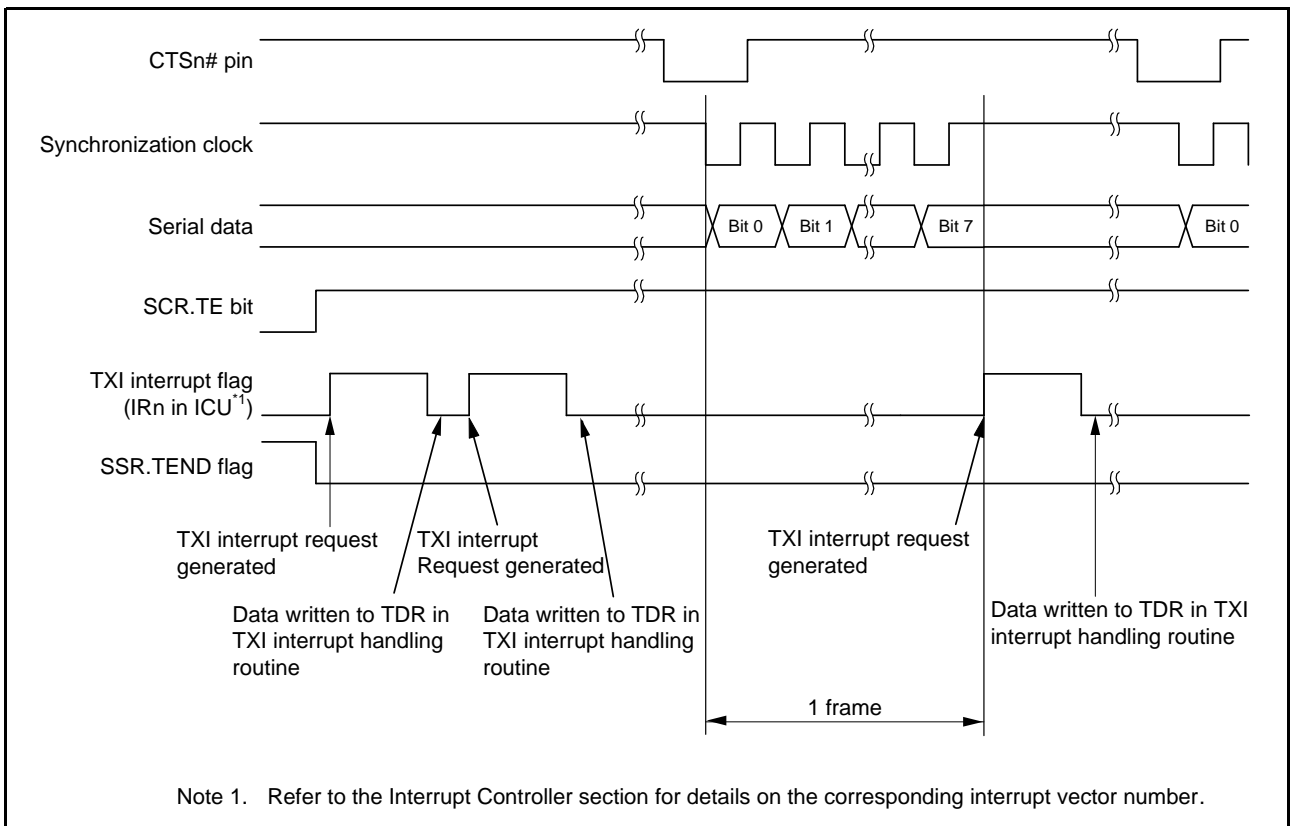 CTSn# pin
Synchronization clock
Serial data
Bit 0
Bit 1
Bit 7
Bit 0
SCR.TE bit
TXI interrupt flag
(IRn in ICU*1)
SSR.TEND flag
TXI interrupt request
generated
TXI interrupt
Request generated
TXI interrupt request
generated
Data written to TDR in
TXI interrupt handling
routine
Data written to TDR in
TXI interrupt handling
routine
Data written to TDR in TXI
interrupt handling routine
1 frame
Note 1. Refer to the Interrupt Controller section for details on the corresponding interrupt vector number.